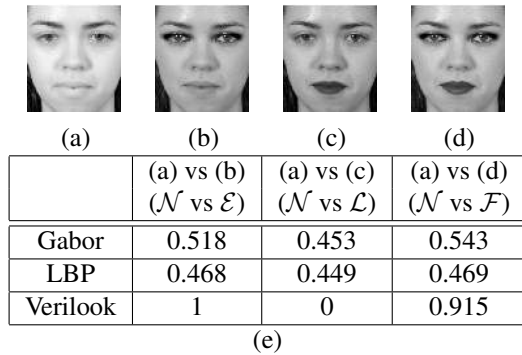 (a) (b) (c) (d)
(a) vs (b) (a) vs (c) (a) vs (d)
(𝒩 vs ℰ) (𝒩 vs ℒ) (𝒩 vs ℱ)
Gabor 0.518 0.453 0.543
LBP 0.468 0.449 0.469
Verilook 1 0 0.915
(e)